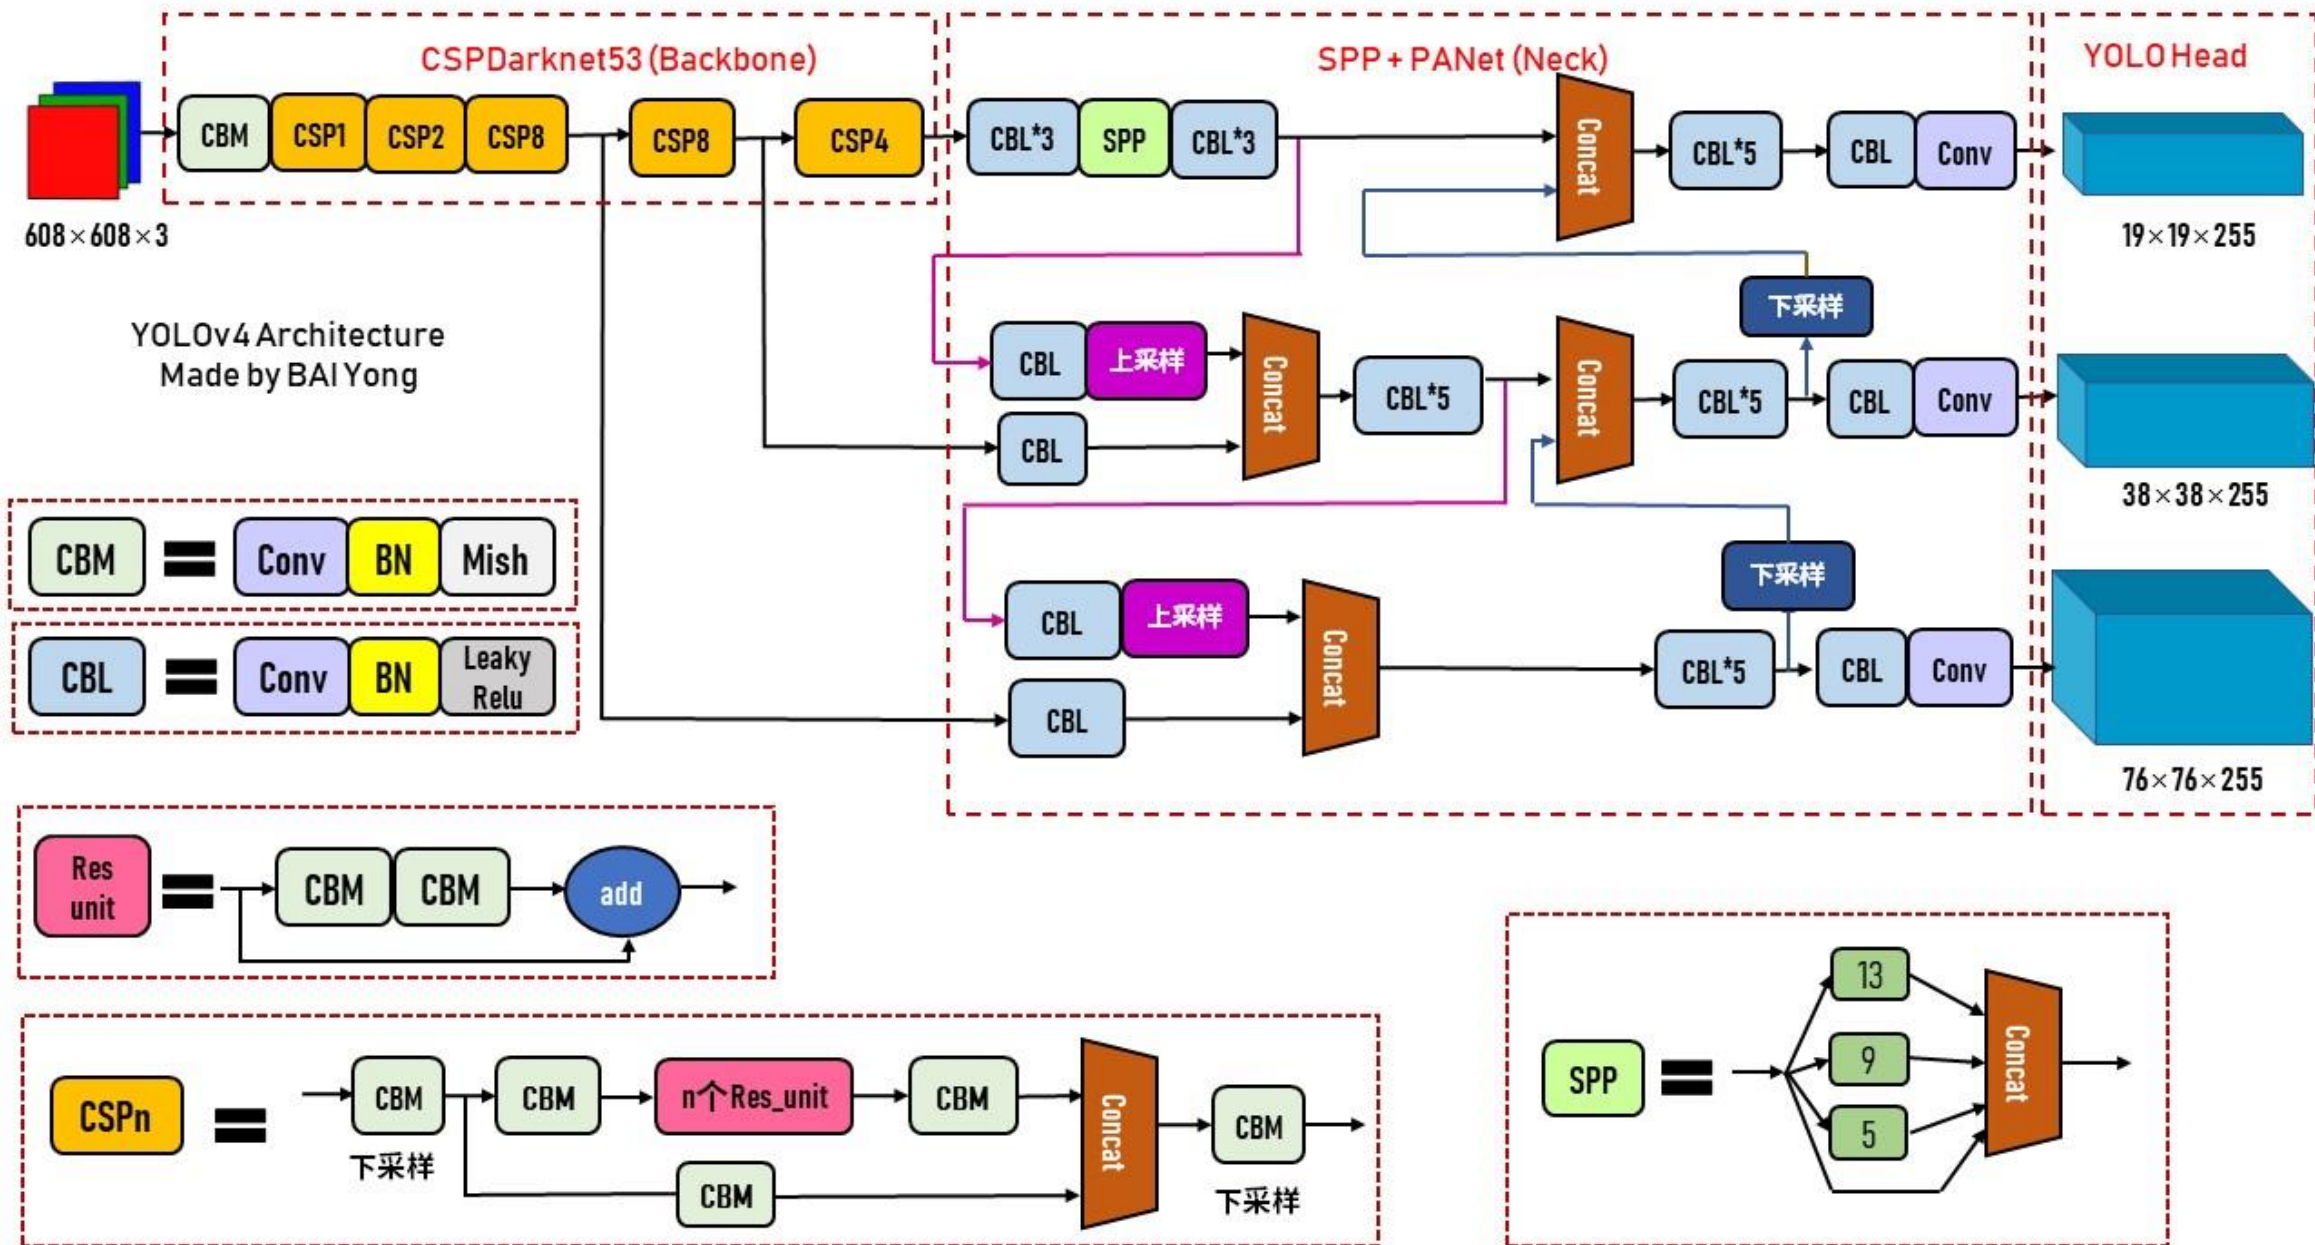 CSPDarknet53 (Backbone)
SPP + PANet (Neck)
YOLO Head
CBM
CSP1
CSP2
CSP8
CSP8
CSP4
CBL*3
SPP
CBL*3
Concat
CBL*5
CBL
Conv
608×608×3
19×19×255
下采样
YOLOv4 Architecture
Made by BAI Yong
CBL
上采样
CBL
Concat
CBL*5
Concat
CBL*5
CBL
Conv
38×38×255
CBM
Conv
BN
Mish
下采样
CBL
Conv
BN
Leaky
Relu
CBL
上采样
CBL
Concat
CBL*5
CBL
Conv
76×76×255
Res
unit
CBM
CBM
add
CSPn
CBM
下采样
CBM
n个Res_unit
CBM
CBM
Concat
CBM
下采样
SPP
13
9
5
Concat